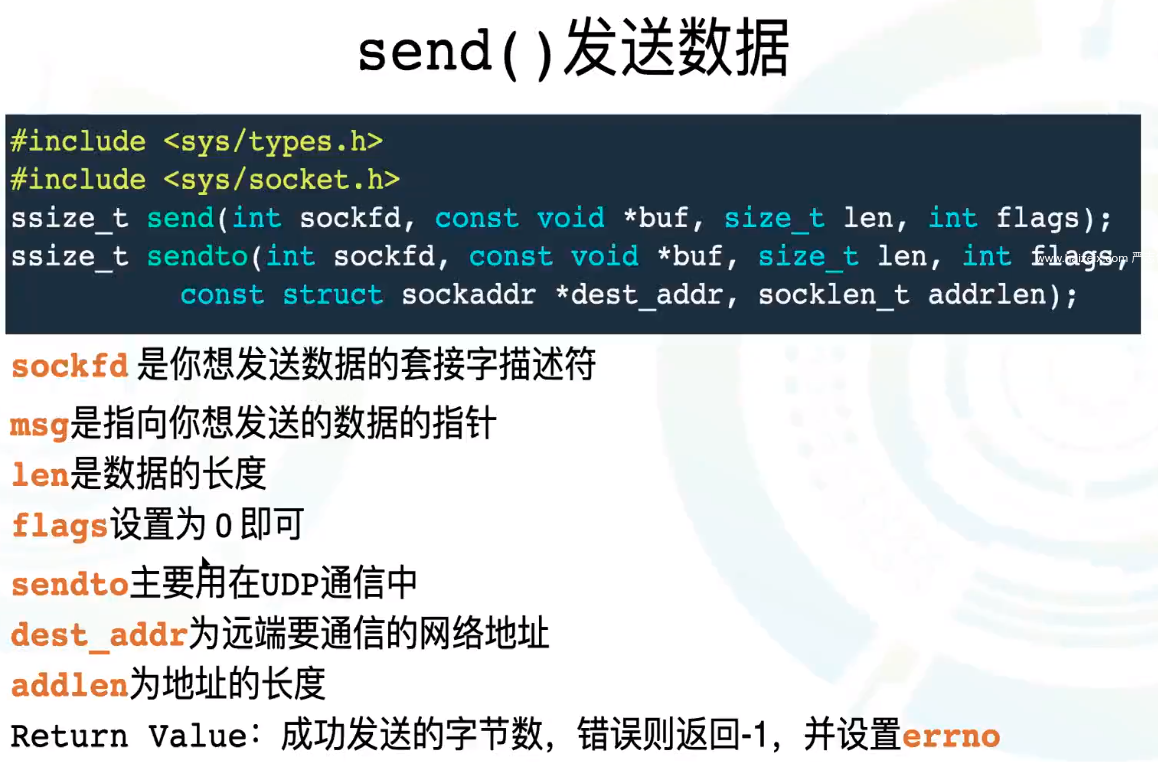 send()发送数据
#include <sys/types.h>
#include <sys/socket.h>
ssize_t send(int sockfd, const void *buf, size_t len, int flags);
ssize_t sendto(int sockfd, const void *buf, size_t len, int flags,
const struct sockaddr *dest_addr, socklen_t addrlen);
sockfd 是你想发送数据的套接字描述符
msg是指向你想发送的数据的指针
len是数据的长度
flags设置为 0 即可
sendto主要用在UDP通信中
dest_addr为远端要通信的网络地址
addlen为地址的长度
Return Value：成功发送的字节数，错误则返回-1，并设置errno